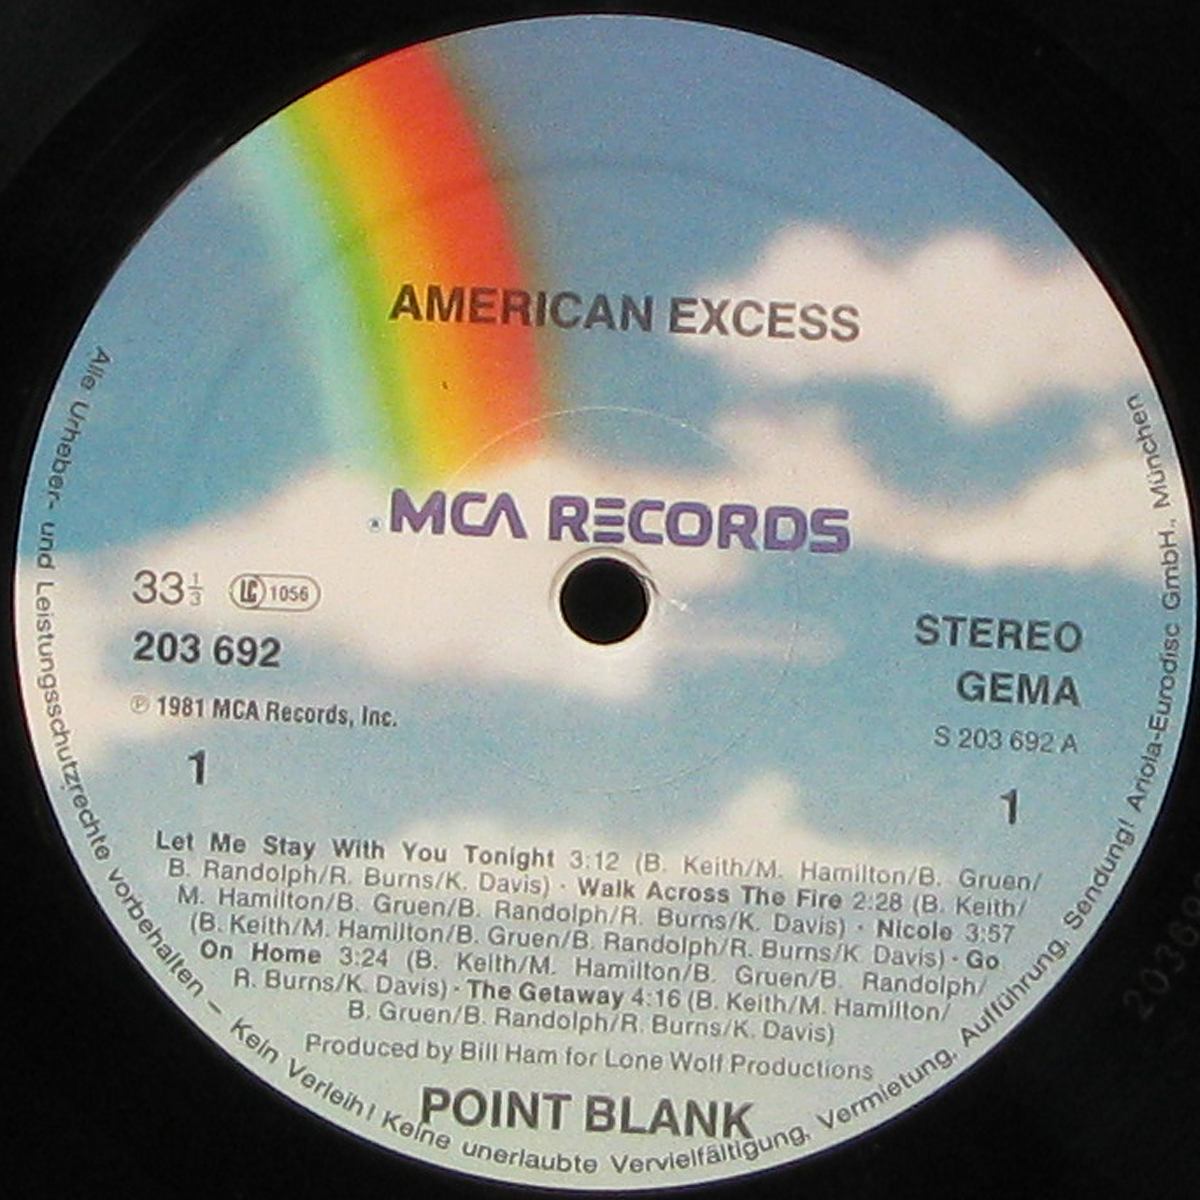 AMERICAN EXCESS
MCA RECORDS
33 1/3 LC 1056
203 692
℗ 1981 MCA Records, Inc.
1
STEREO
GEMA
S 203 692 A
1
Let Me Stay With You Tonight 3:12 (B. Keith/M. Hamilton/B. Gruen/
B. Randolph/R. Burns/K. Davis) · Walk Across The Fire 2:28 (B. Keith/
M. Hamilton/B. Gruen/B. Randolph/R. Burns/K. Davis) · Nicole 3:57
(B. Keith/M. Hamilton/B. Gruen/B. Randolph/R. Burns/K Davis) · Go
On Home 3:24 (B. Keith/M. Hamilton/B. Gruen/B. Randolph/
R. Burns/K. Davis) · The Getaway 4:16 (B. Keith/M. Hamilton/
B. Gruen/B. Randolph/R. Burns/K. Davis)
Produced by Bill Ham for Lone Wolf Productions
POINT BLANK
Alle Urheber- und Leistungsschutzrechte vorbehalten – Kein Verleih! Keine unerlaubte Vervielfältigung, Vermietung, Aufführung, Sendung! Ariola-Eurodisc GmbH., München